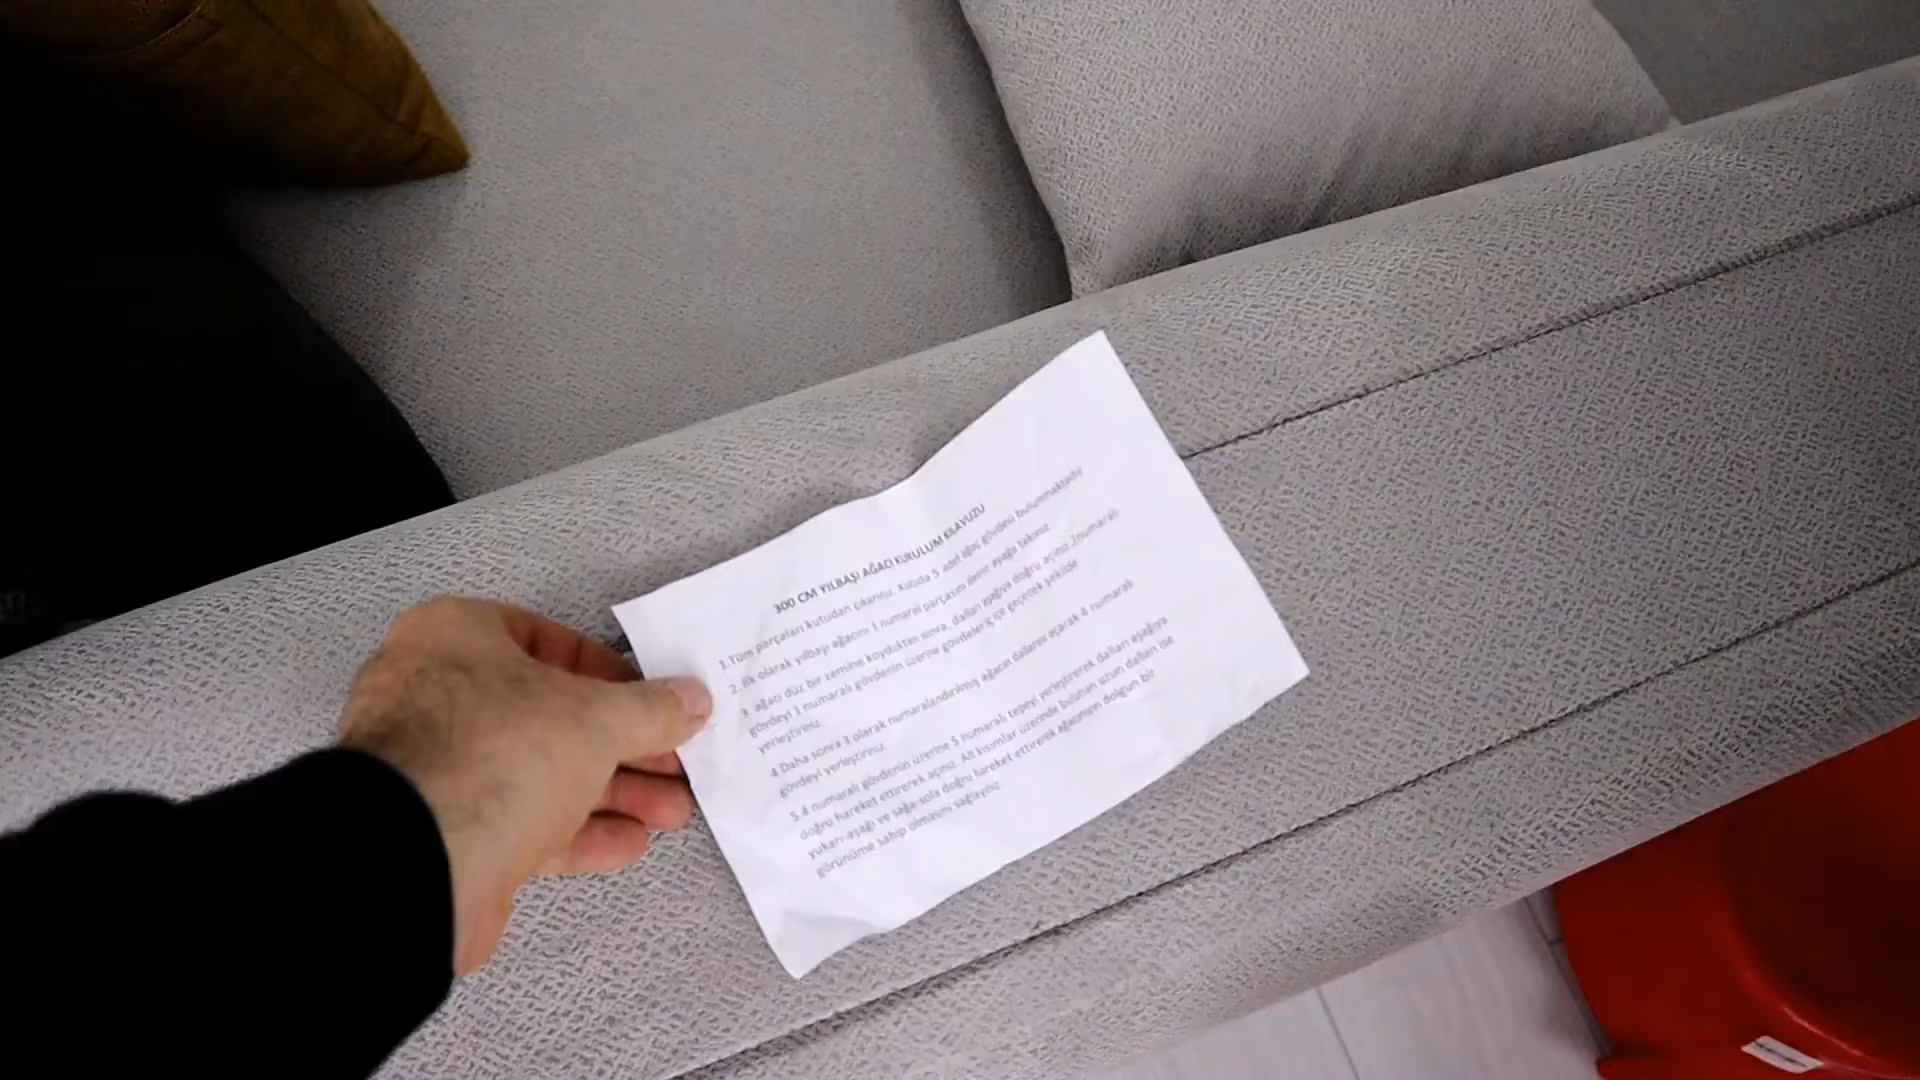 300 CM YILBAŞI AĞACI KURULUM KILAVUZU
1.Tüm parçaları kutudan çıkarınız. Kutuda 5 adet ağaç gövdesi bulunmaktadır
2. ilk olarak yılbaşı ağacını 1 numaralı parçasını demir ayağa takınız
3. ağacı düz bir zemine koyduktan sonra, dalları aşağıya doğru açınız.2numaralı
gövdeyi 1 numaralı gövdenin üzerine gövdeler iç içe geçecek şekilde
yerleştiriniz.
4.Daha sonra 3 olarak numaralandırılmış ağacın dallarını açarak 4 numaralı
gövdeyi yerleştiriniz.
5.4 numaralı gövdenin üzerine 5 numaralı tepeyi yerleştirerek dalları aşağıya
doğru hareket ettirerek açınız. Alt kısımlar üzerinde bulunan uzun dalları ise
yukarı-aşağı ve sağa-sola doğru hareket ettirerek ağacınızın dolgun bir
görünüme sahip olmasını sağlayınız